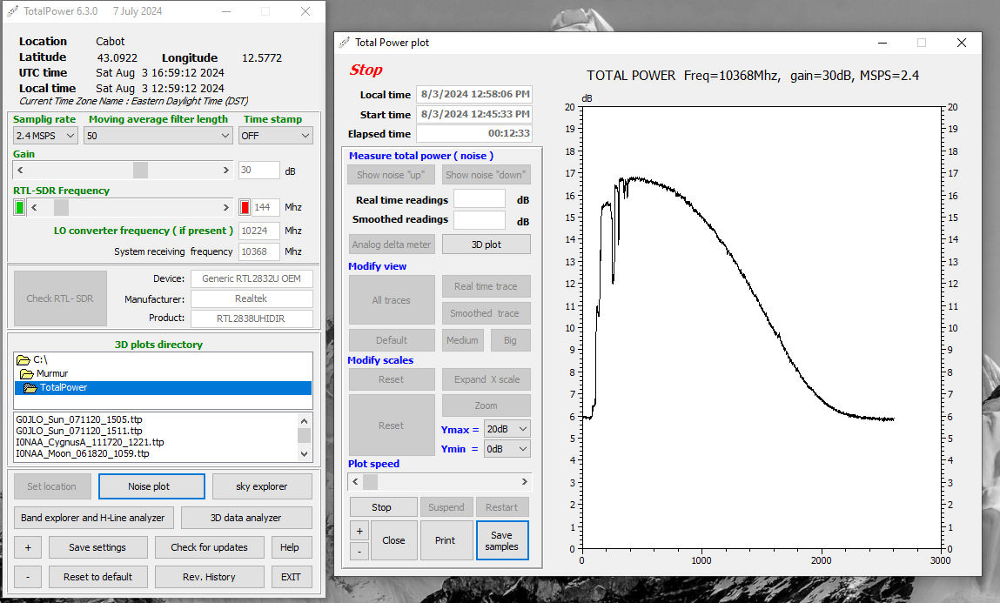 TotalPower 6.3.0    7 July 2024
Location Cabot
Latitude 43.0922 Longitude 12.5772
UTC time Sat Aug 3 16:59:12 2024
Local time Sat Aug 3 12:59:12 2024
Current Time Zone Name : Eastern Daylight Time (DST)
Samplig rate Moving average filter length Time stamp
2.4 MSPS 50 OFF
Gain
< > 30 dB
RTL-SDR Frequency
< > 144 Mhz
LO converter frequency ( if present ) 10224 Mhz
System receiving frequency 10368 Mhz
Check RTL- SDR
Device: Generic RTL2832U OEM
Manufacturer: Realtek
Product: RTL2838UHIDIR
3D plots directory
C:\
Murmur
TotalPower
G0JLO_Sun_071120_1505.ttp
G0JLO_Sun_071120_1511.ttp
I0NAA_CygnusA_111720_1221.ttp
I0NAA_Moon_061820_1059.ttp
Set location Noise plot sky explorer
Band explorer and H-Line analyzer 3D data analyzer
+ Save settings Check for updates Help
- Reset to default Rev. History EXIT
Total Power plot
Stop
Local time 8/3/2024 12:58:06 PM
Start time 8/3/2024 12:45:33 PM
Elapsed time 00:12:33
Measure total power ( noise )
Show noise "up" Show noise "down"
Real time readings dB
Smoothed readings dB
Analog delta meter 3D plot
Modify view
All traces Real time trace
Smoothed trace
Default Medium Big
Modify scales
Reset Expand X scale
Reset Zoom
Ymax = 20dB
Ymin = 0dB
Plot speed
< >
Stop Suspend Restart
+ Close Print Save samples
-
TOTAL POWER Freq=10368Mhz, gain=30dB, MSPS=2.4
dB
20 20
19 19
18 18
17 17
16 16
15 15
14 14
13 13
12 12
11 11
10 10
9 9
8 8
7 7
6 6
5 5
4 4
3 3
2 2
1 1
0 0
0 1000 2000 3000